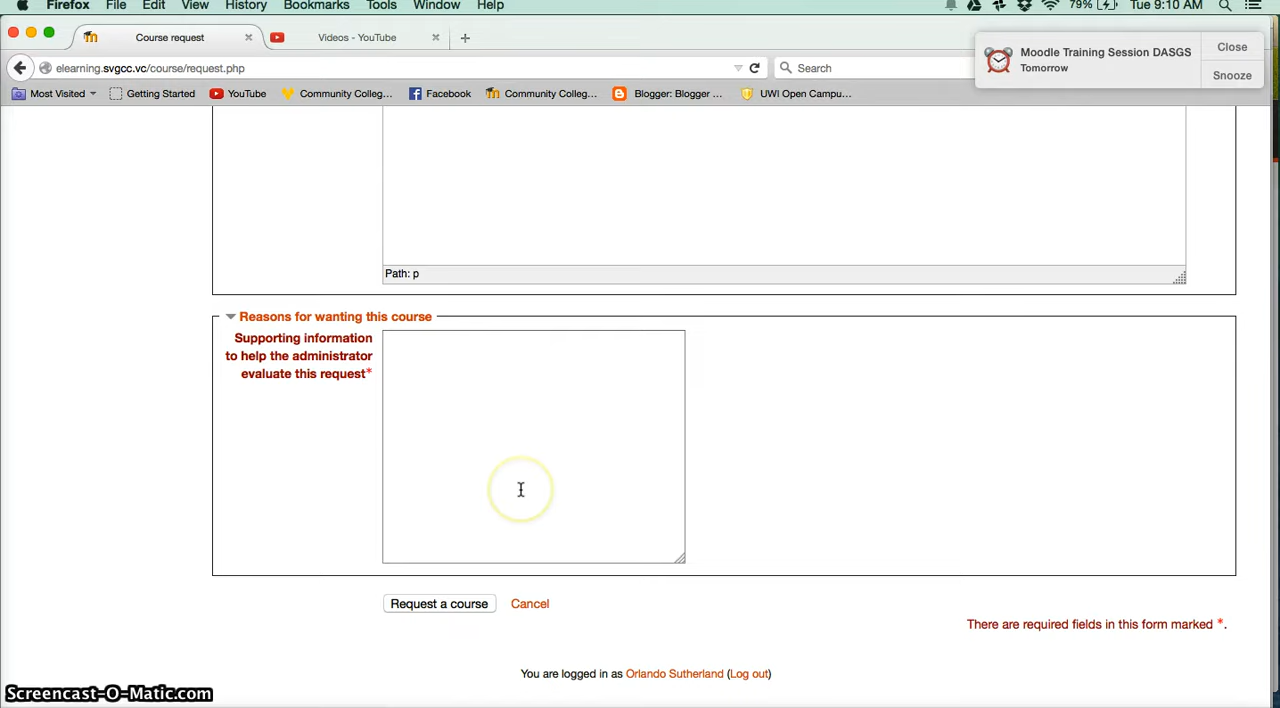 Firefox File Edit View History Bookmarks Tools Window Help 79% Tue 9:10 AM
Course request Videos - YouTube
Moodle Training Session DASGS Close
Tomorrow Snooze
elearning.svgcc.vc/course/request.php Search
Most Visited Getting Started YouTube Community Colleg... Facebook Community Colleg... Blogger: Blogger ... UWI Open Campu...
Path: p
Reasons for wanting this course
Supporting information
to help the administrator
evaluate this request*
Request a course Cancel
There are required fields in this form marked *.
You are logged in as Orlando Sutherland (Log out)
Screencast-O-Matic.com